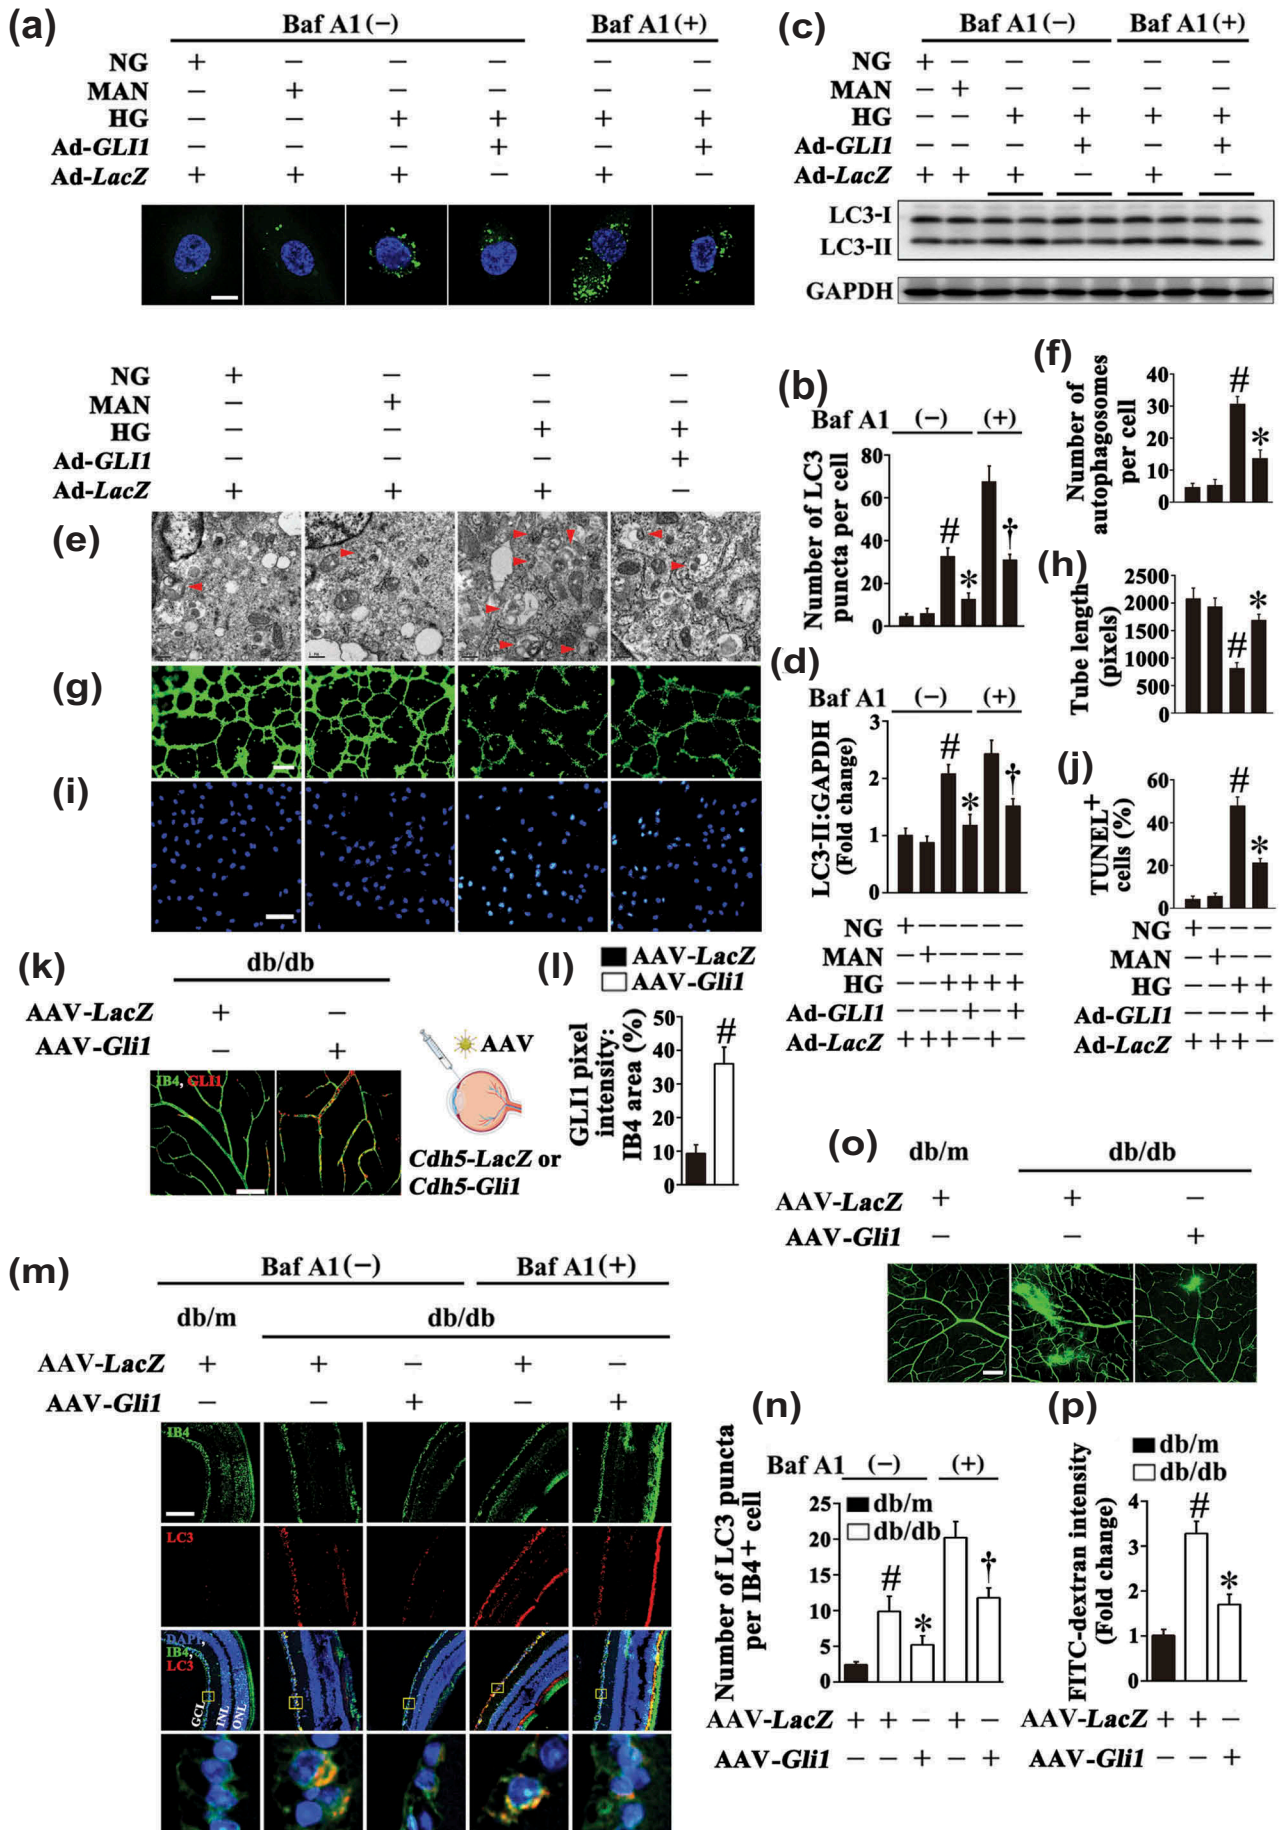 (a)
Baf A1 (−) Baf A1 (+)
NG + − − − − −
MAN − + − − − −
HG − − + + + +
Ad-GLI1 − − − + − +
Ad-LacZ + + + − + −
(c)
Baf A1 (−) Baf A1 (+)
NG + − − − − −
MAN − + − − − −
HG − − + + + +
Ad-GLI1 − − − + − +
Ad-LacZ + + + − + −
LC3-I
LC3-II
GAPDH
NG + − − −
MAN − + − −
HG − − + +
Ad-GLI1 − − − +
Ad-LacZ + + + −
(e)
(g)
(i)
(b)
Baf A1 (−) (+)
Number of LC3
puncta per cell
80
60
40
20
0
# * †
(d)
Baf A1 (−) (+)
LC3-II:GAPDH
(Fold change)
3
2
1
0
# * †
NG + − − − − −
MAN − + − − − −
HG − − + + + +
Ad-GLI1 − − − + − +
Ad-LacZ + + + − + −
(f)
Number of
autophagosomes
per cell
40
30
20
10
0
# *
(h)
Tube length
(pixels)
2500
2000
1500
1000
500
0
# *
(j)
TUNEL+
cells (%)
60
40
20
0
# *
NG + − − −
MAN − + − −
HG − − + +
Ad-GLI1 − − − +
Ad-LacZ + + + −
(k)
db/db
AAV-LacZ + −
AAV-Gli1 − +
IB4, GLI1
AAV
Cdh5-LacZ or
Cdh5-Gli1
(l)
AAV-LacZ
AAV-Gli1
GLI1 pixel
intensity:
IB4 area (%)
50
40
30
20
10
0
#
(o)
db/m db/db
AAV-LacZ + + −
AAV-Gli1 − − +
(m)
Baf A1 (−) Baf A1 (+)
db/m db/db
AAV-LacZ + + − + −
AAV-Gli1 − − + − +
IB4
LC3
DAPI,
IB4,
LC3
GCL INL ONL
(n)
Baf A1 (−) (+)
db/m
db/db
Number of LC3 puncta
per IB4+ cell
25
20
15
10
5
0
# * †
AAV-LacZ + + − + −
AAV-Gli1 − − + − +
(p)
db/m
db/db
FITC-dextran intensity
(Fold change)
4
3
2
1
0
# *
AAV-LacZ + + −
AAV-Gli1 − − +